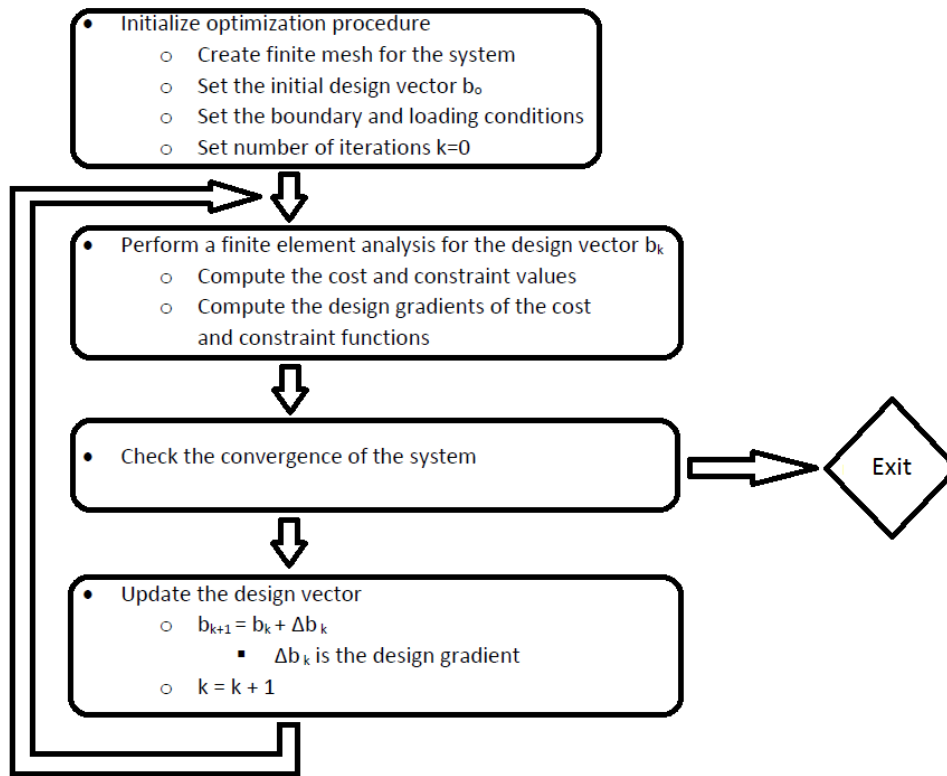 • Initialize optimization procedure
○ Create finite mesh for the system
○ Set the initial design vector bₒ
○ Set the boundary and loading conditions
○ Set number of iterations k=0
• Perform a finite element analysis for the design vector bₖ
○ Compute the cost and constraint values
○ Compute the design gradients of the cost
and constraint functions
• Check the convergence of the system
Exit
• Update the design vector
○ bₖ₊₁ = bₖ + Δb ₖ
▪ Δb ₖ is the design gradient
○ k = k + 1